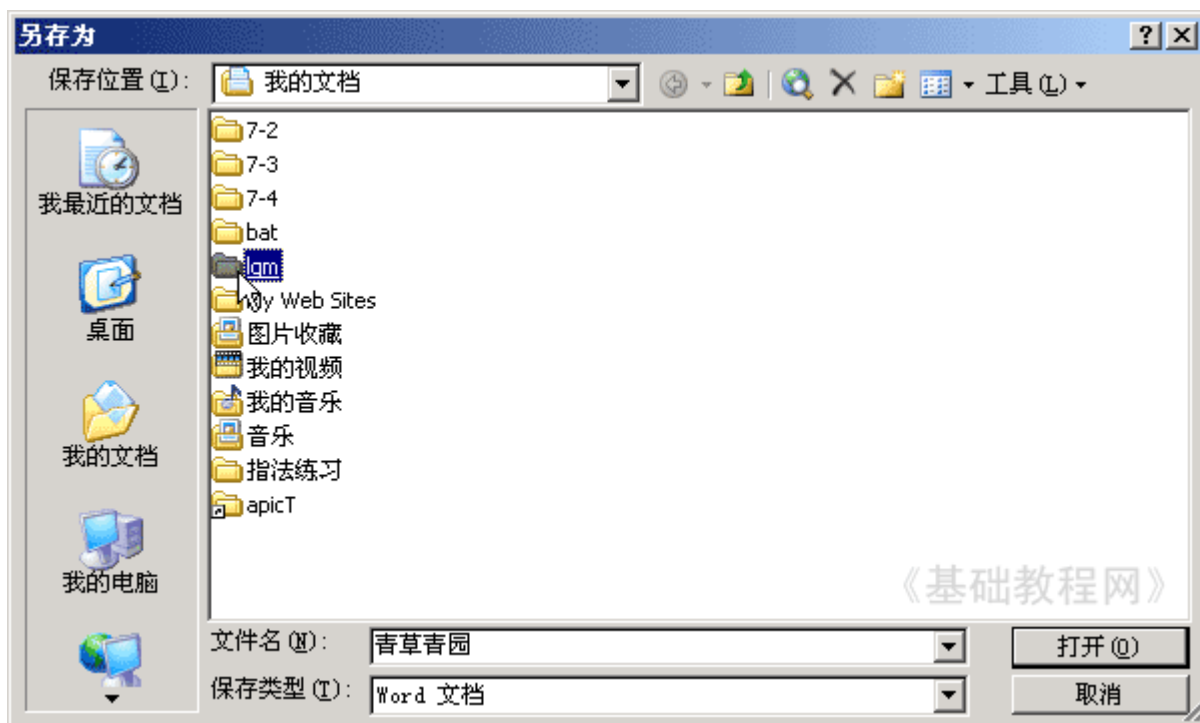 另存为
保存位置(I):
我的文档
工具(L)
我最近的文档
桌面
我的文档
我的电脑
7-2
7-3
7-4
bat
lqm
My Web Sites
图片收藏
我的视频
我的音乐
音乐
指法练习
apicT
《基础教程网》
文件名(N):
青草青园
打开(O)
保存类型(T):
Word 文档
取消